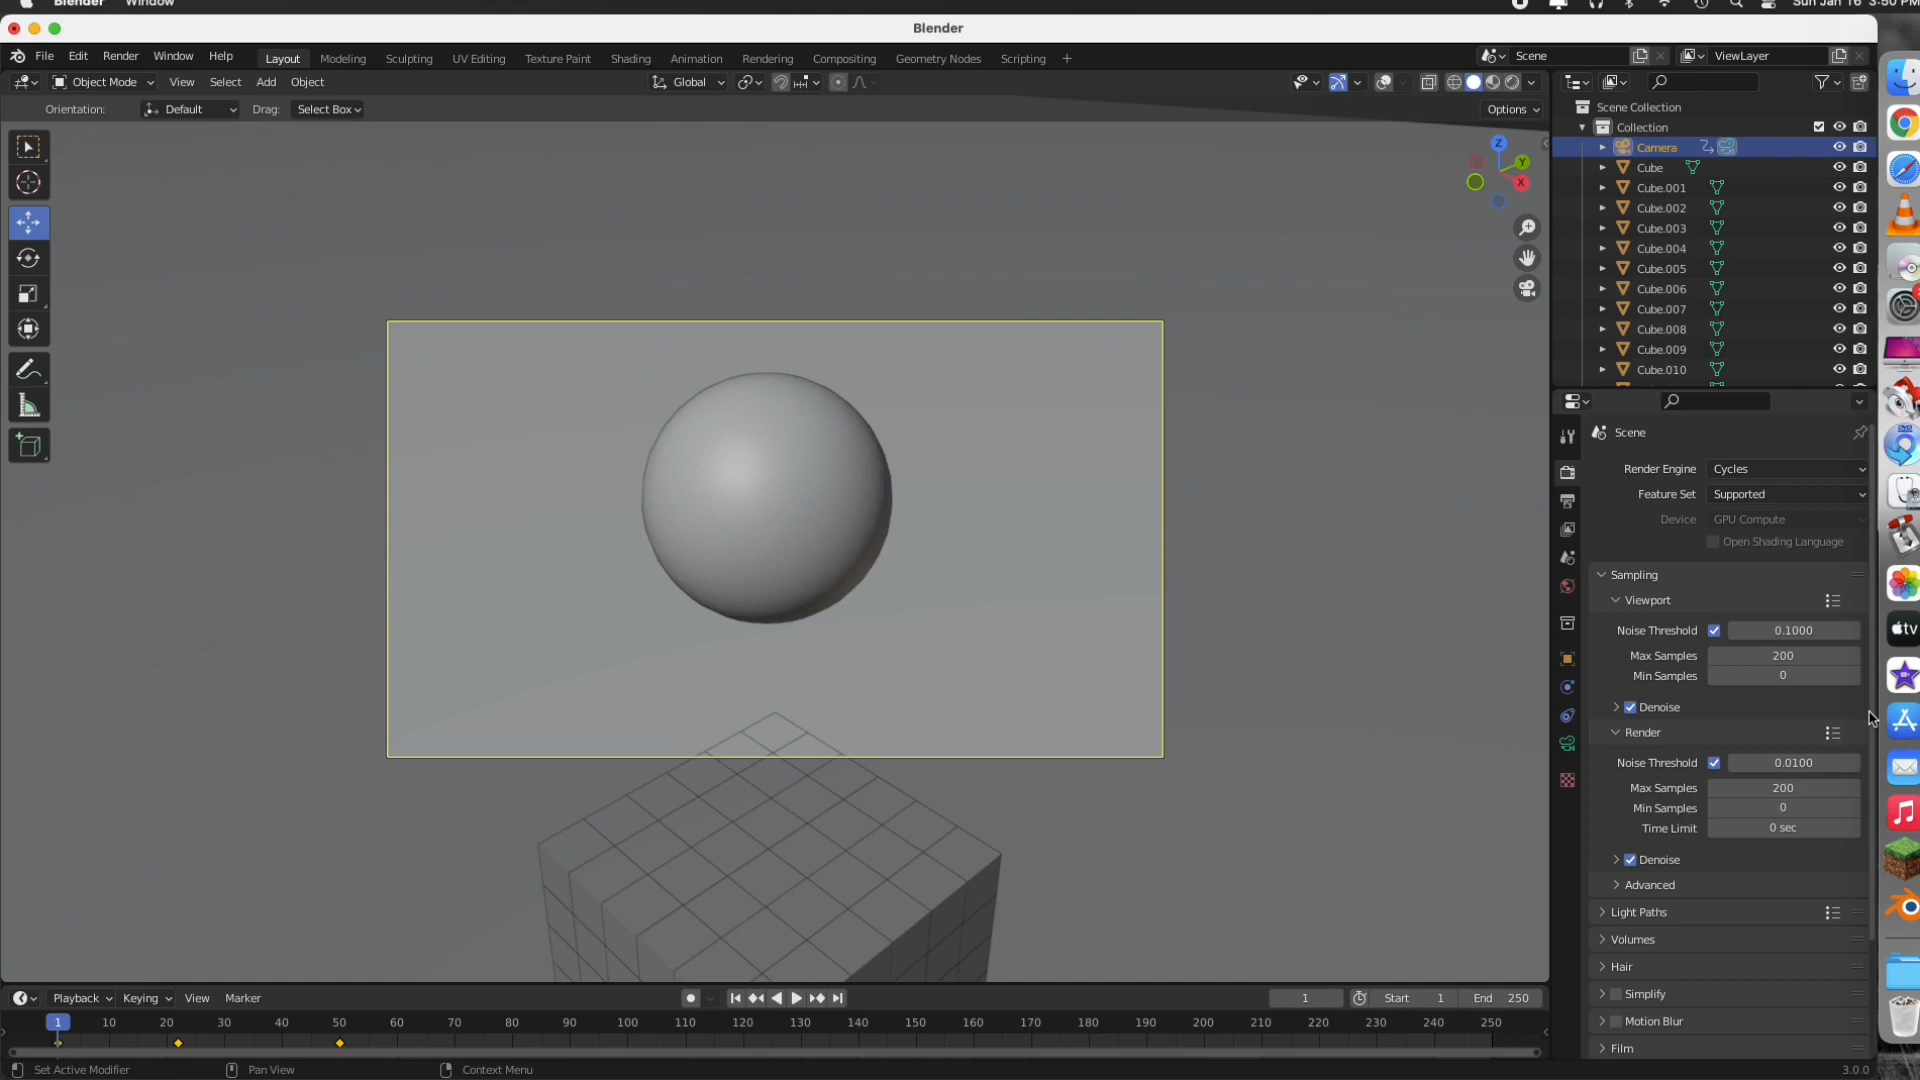 Blender Window Sun Jan 16 3:50 PM
Blender
File Edit Render Window Help Layout Modeling Sculpting UV Editing Texture Paint Shading Animation Rendering Compositing Geometry Nodes Scripting + Scene ViewLayer
Object Mode View Select Add Object Global
Orientation: Default Drag: Select Box Options
Scene Collection
Collection
Camera
Cube
Cube.001
Cube.002
Cube.003
Cube.004
Cube.005
Cube.006
Cube.007
Cube.008
Cube.009
Cube.010
Z
Y
X
Scene
Render Engine Cycles
Feature Set Supported
Device GPU Compute
Open Shading Language
Sampling
Viewport
Noise Threshold 0.1000
Max Samples 200
Min Samples 0
Denoise
Render
Noise Threshold 0.0100
Max Samples 200
Min Samples 0
Time Limit 0 sec
Denoise
Advanced
Light Paths
Volumes
Hair
Simplify
Motion Blur
Film
tv
Playback Keying View Marker 1 Start 1 End 250
1 10 20 30 40 50 60 70 80 90 100 110 120 130 140 150 160 170 180 190 200 210 220 230 240 250
Set Active Modifier Pan View Context Menu 3.0.0